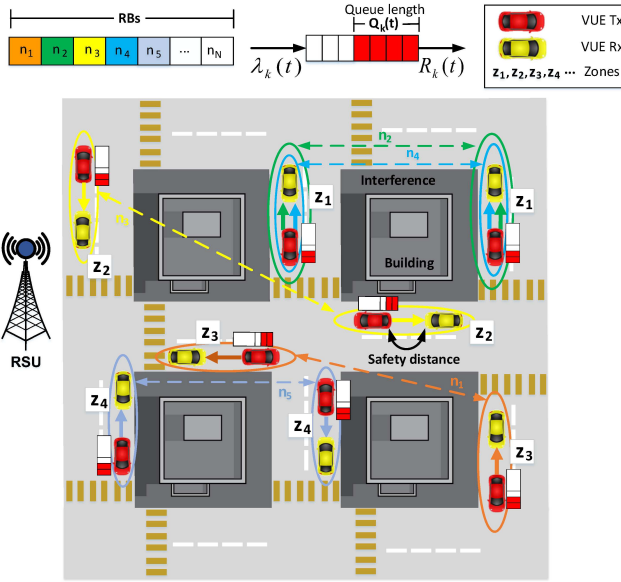 RBs
n1 n2 n3 n4 n5 ... nN
λk(t)
Queue length
Qk(t)
Rk(t)
VUE Tx
VUE Rx
z1, z2, z3, z4 ... Zones
n2
n4
Interference
z1
z1
Building
n3
z2
RSU
z2
Safety distance
z3
z4
n5
n1
z4
z3